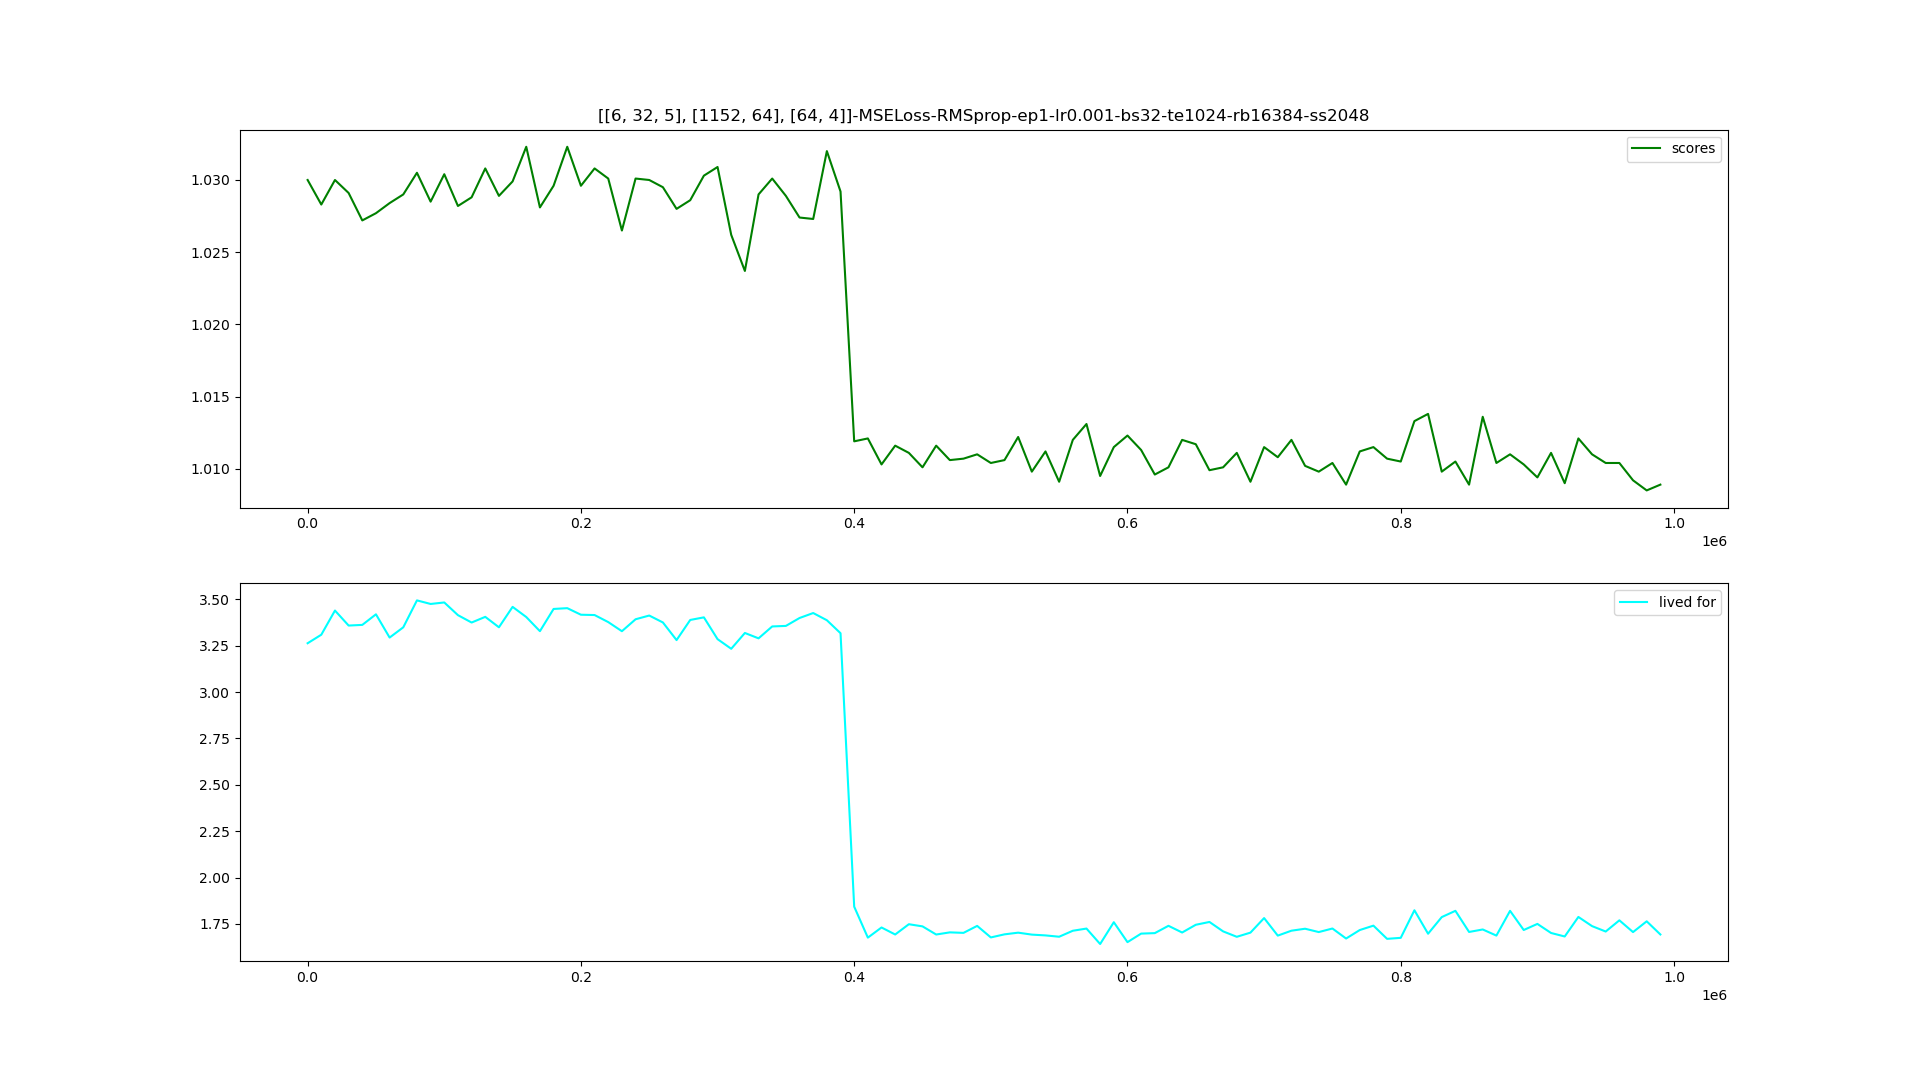 [[6, 32, 5], [1152, 64], [64, 4]]-MSELoss-RMSprop-ep1-lr0.001-bs32-te1024-rb16384-ss2048
scores
1.030
1.025
1.020
1.015
1.010
0.0 0.2 0.4 0.6 0.8 1.0
1e6
lived for
3.50
3.25
3.00
2.75
2.50
2.25
2.00
1.75
0.0 0.2 0.4 0.6 0.8 1.0
1e6